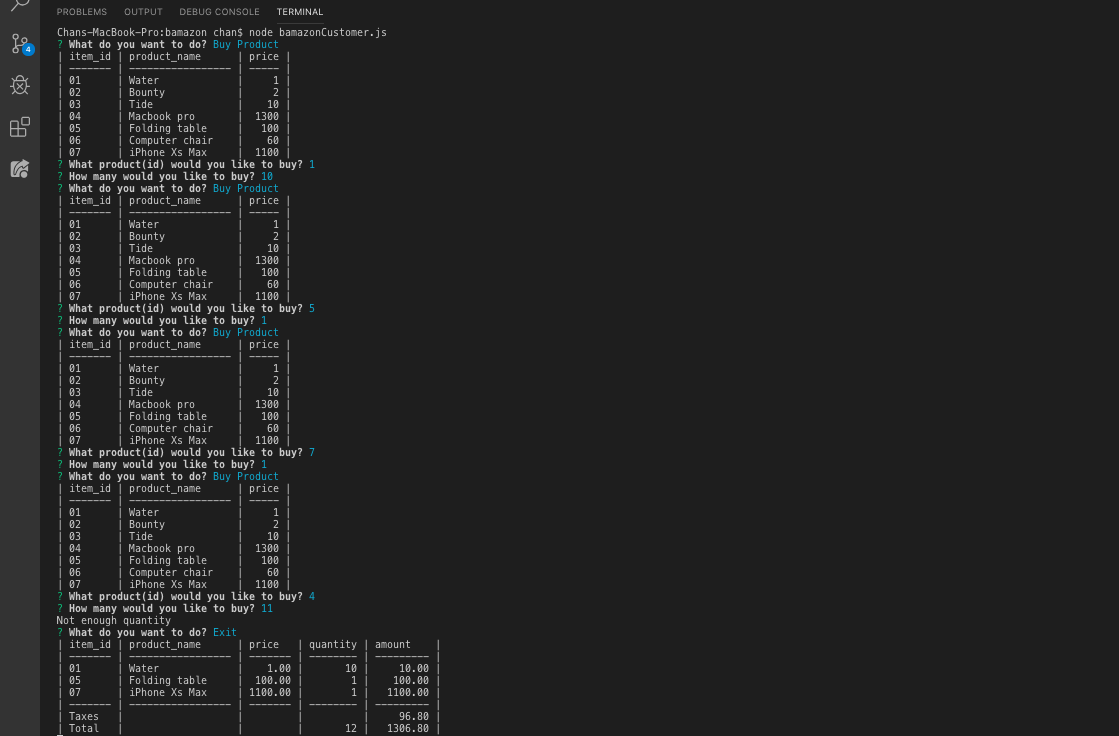 PROBLEMS OUTPUT DEBUG CONSOLE TERMINAL
Chans-MacBook-Pro:bamazon chan$ node bamazonCustomer.js
? What do you want to do? Buy Product
| item_id | product_name | price |
| ------- | ----------------- | ----- |
| 01 | Water | 1 |
| 02 | Bounty | 2 |
| 03 | Tide | 10 |
| 04 | Macbook pro | 1300 |
| 05 | Folding table | 100 |
| 06 | Computer chair | 60 |
| 07 | iPhone Xs Max | 1100 |
? What product(id) would you like to buy? 1
? How many would you like to buy? 10
? What do you want to do? Buy Product
| item_id | product_name | price |
| ------- | ----------------- | ----- |
| 01 | Water | 1 |
| 02 | Bounty | 2 |
| 03 | Tide | 10 |
| 04 | Macbook pro | 1300 |
| 05 | Folding table | 100 |
| 06 | Computer chair | 60 |
| 07 | iPhone Xs Max | 1100 |
? What product(id) would you like to buy? 5
? How many would you like to buy? 1
? What do you want to do? Buy Product
| item_id | product_name | price |
| ------- | ----------------- | ----- |
| 01 | Water | 1 |
| 02 | Bounty | 2 |
| 03 | Tide | 10 |
| 04 | Macbook pro | 1300 |
| 05 | Folding table | 100 |
| 06 | Computer chair | 60 |
| 07 | iPhone Xs Max | 1100 |
? What product(id) would you like to buy? 7
? How many would you like to buy? 1
? What do you want to do? Buy Product
| item_id | product_name | price |
| ------- | ----------------- | ----- |
| 01 | Water | 1 |
| 02 | Bounty | 2 |
| 03 | Tide | 10 |
| 04 | Macbook pro | 1300 |
| 05 | Folding table | 100 |
| 06 | Computer chair | 60 |
| 07 | iPhone Xs Max | 1100 |
? What product(id) would you like to buy? 4
? How many would you like to buy? 11
Not enough quantity
? What do you want to do? Exit
| item_id | product_name | price | quantity | amount |
| ------- | ----------------- | ------- | -------- | --------- |
| 01 | Water | 1.00 | 10 | 10.00 |
| 05 | Folding table | 100.00 | 1 | 100.00 |
| 07 | iPhone Xs Max | 1100.00 | 1 | 1100.00 |
| ------- | ----------------- | ------- | -------- | --------- |
| Taxes | | | | 96.80 |
| Total | | | 12 | 1306.80 |
4